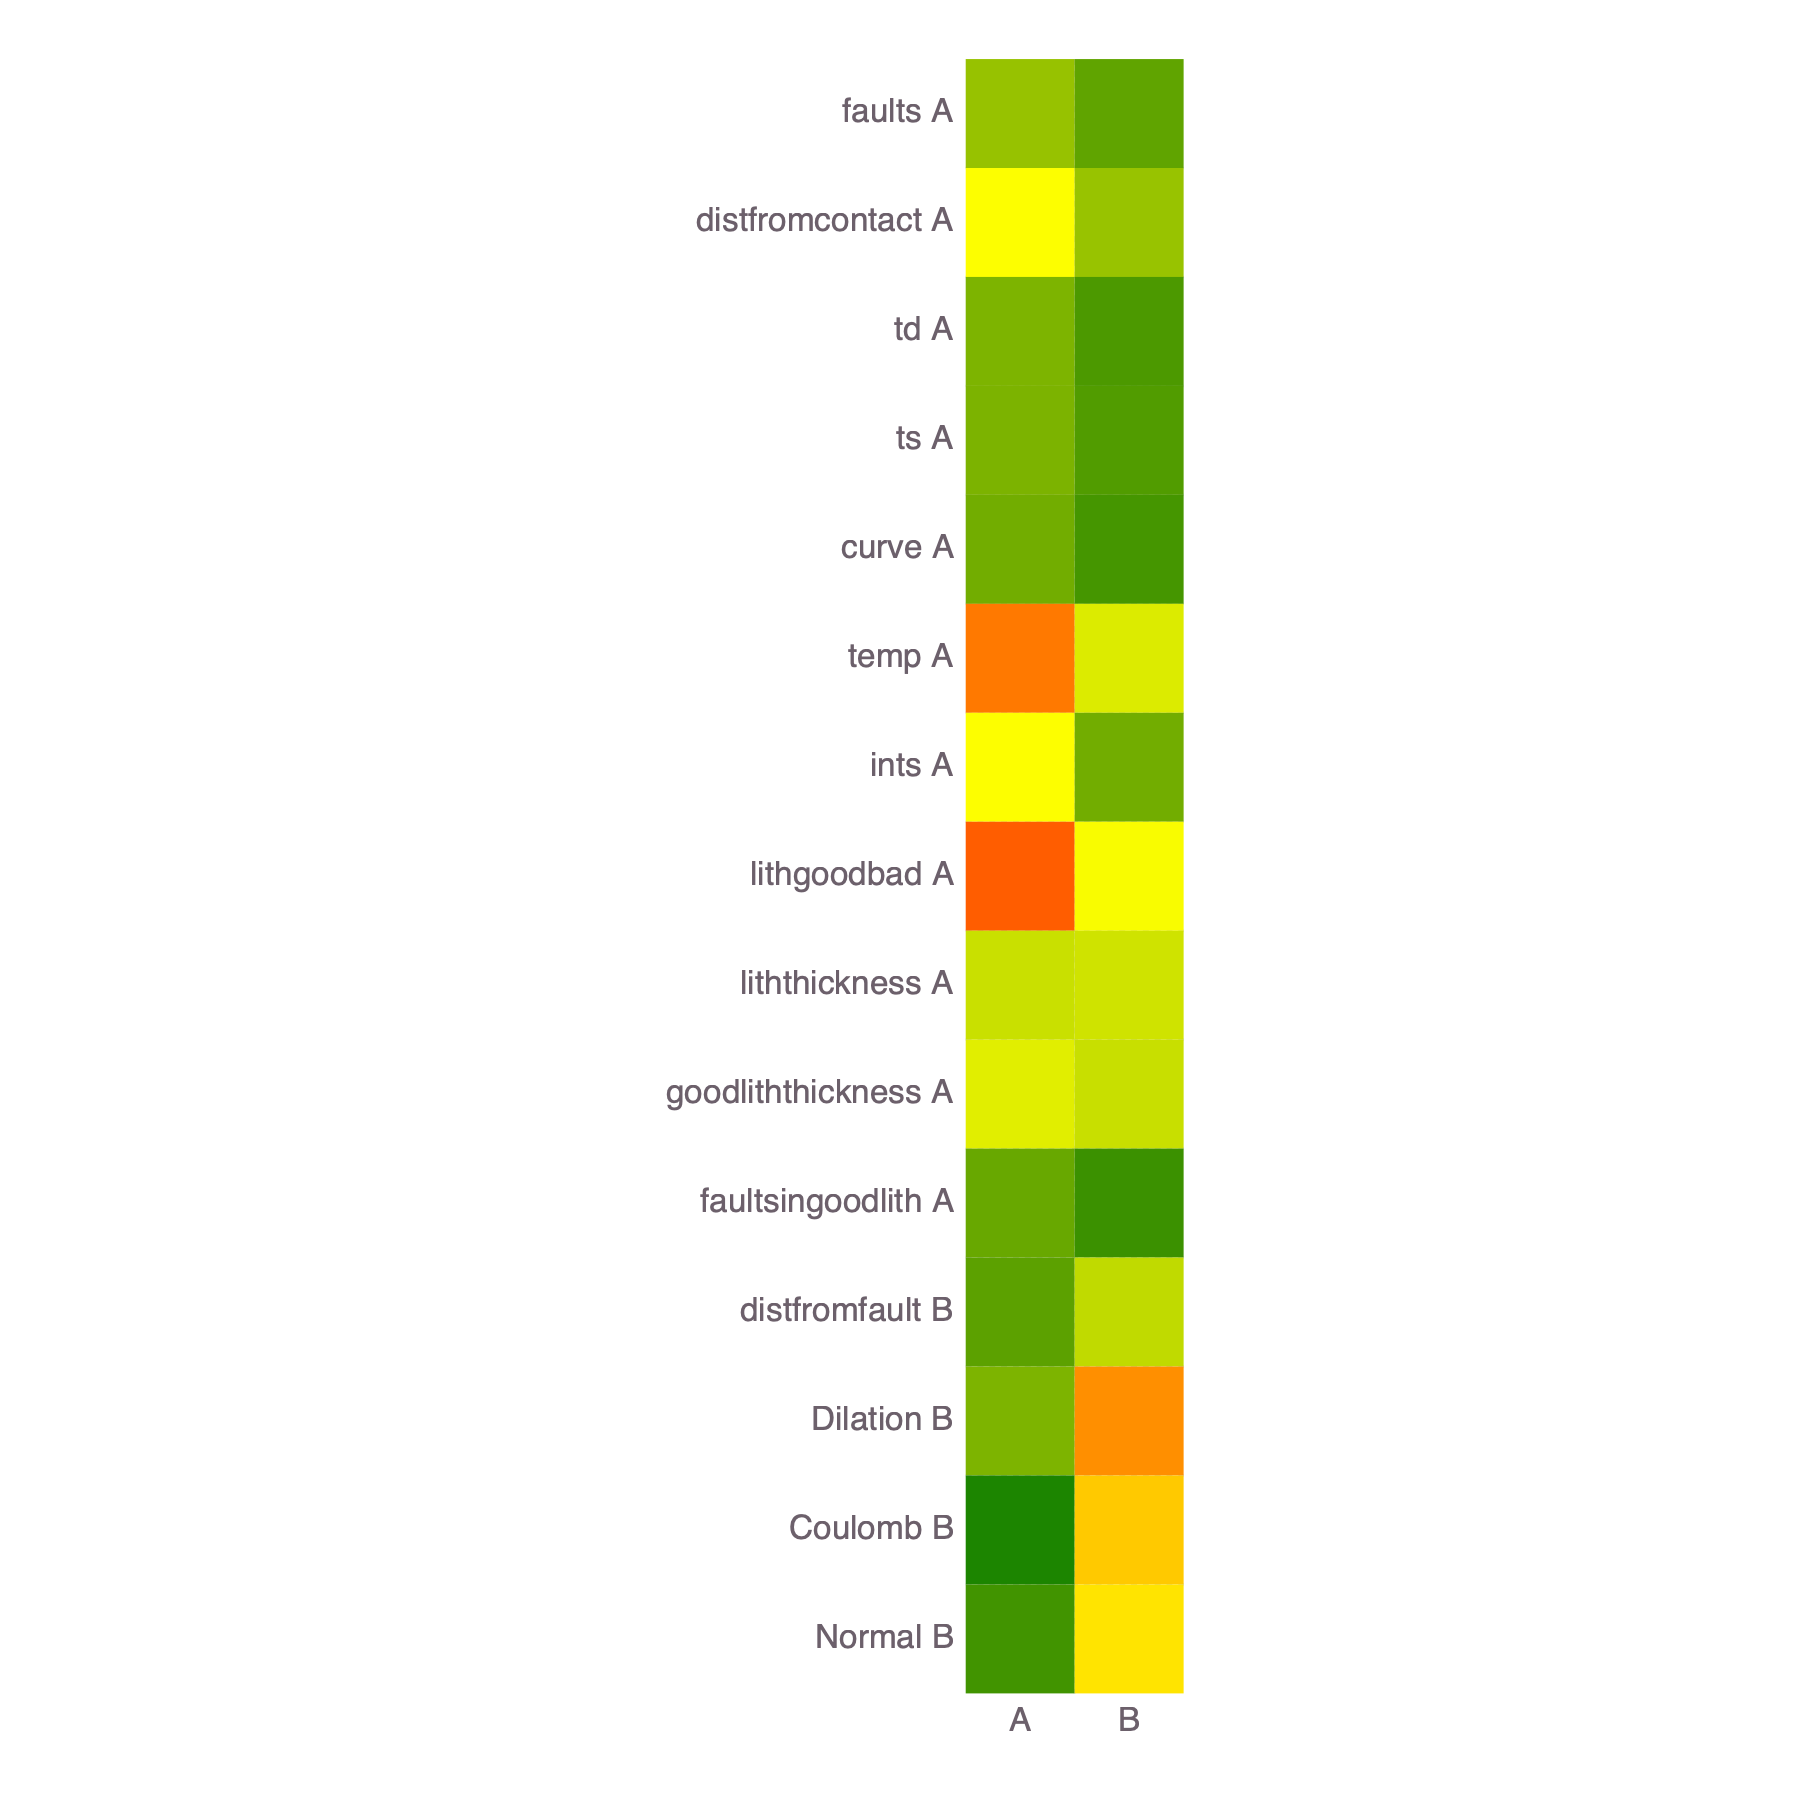 faults A
distfromcontact A
td A
ts A
curve A
temp A
ints A
lithgoodbad A
liththickness A
goodliththickness A
faultsingoodlith A
distfromfault B
Dilation B
Coulomb B
Normal B
A B